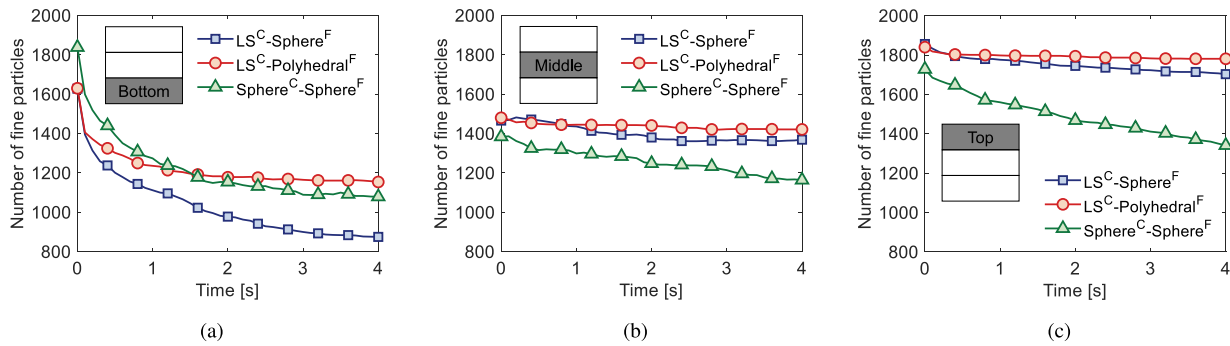 2000
1800
1600
1400
1200
1000
800
Number of fine particles
0
1
2
3
4
Time [s]
Bottom
LS^C-Sphere^F
LS^C-Polyhedral^F
Sphere^C-Sphere^F
(a)
2000
1800
1600
1400
1200
1000
800
Number of fine particles
0
1
2
3
4
Time [s]
Middle
LS^C-Sphere^F
LS^C-Polyhedral^F
Sphere^C-Sphere^F
(b)
2000
1800
1600
1400
1200
1000
800
Number of fine particles
0
1
2
3
4
Time [s]
Top
LS^C-Sphere^F
LS^C-Polyhedral^F
Sphere^C-Sphere^F
(c)